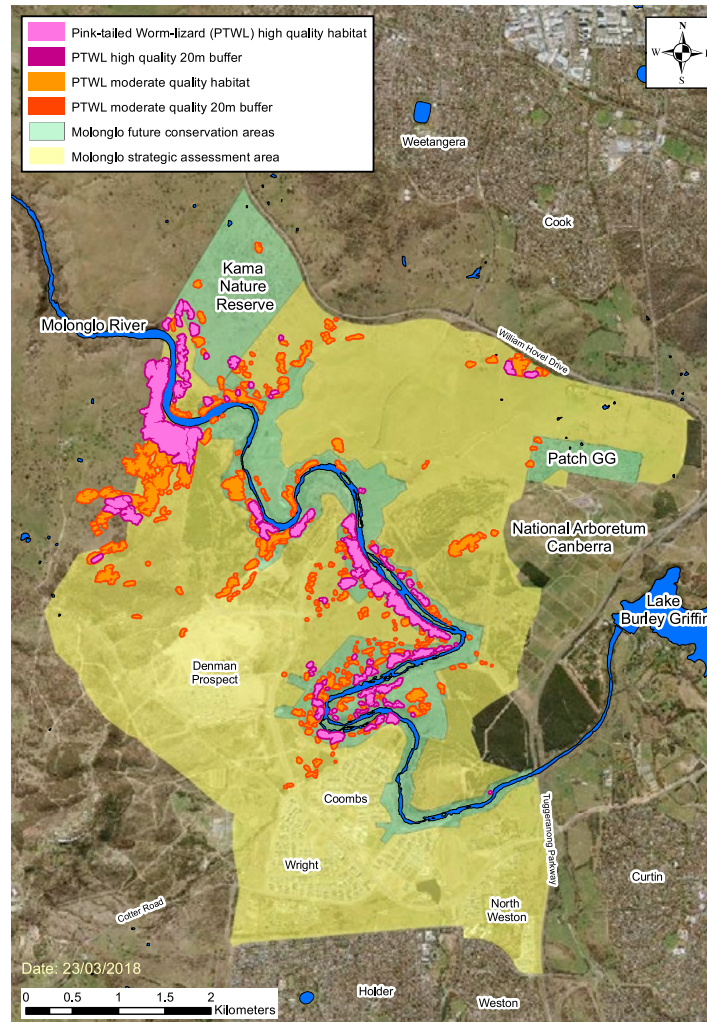 Pink-tailed Worm-lizard (PTWL) high quality habitat
PTWL high quality 20m buffer
PTWL moderate quality habitat
PTWL moderate quality 20m buffer
Molonglo future conservation areas
Molonglo strategic assessment area
N
W
S
Weetangera
Cook
Kama
Nature
Reserve
Molonglo River
William Hovel Drive
Patch GG
National Arboretum
Canberra
Lake
Burley Griffin
Denman
Prospect
Coombs
Tuggeranong Parkway
Wright
Curtin
North
Weston
Cotter Road
Date: 23/03/2018
Holder
Weston
0 0.5 1 1.5 2
Kilometers